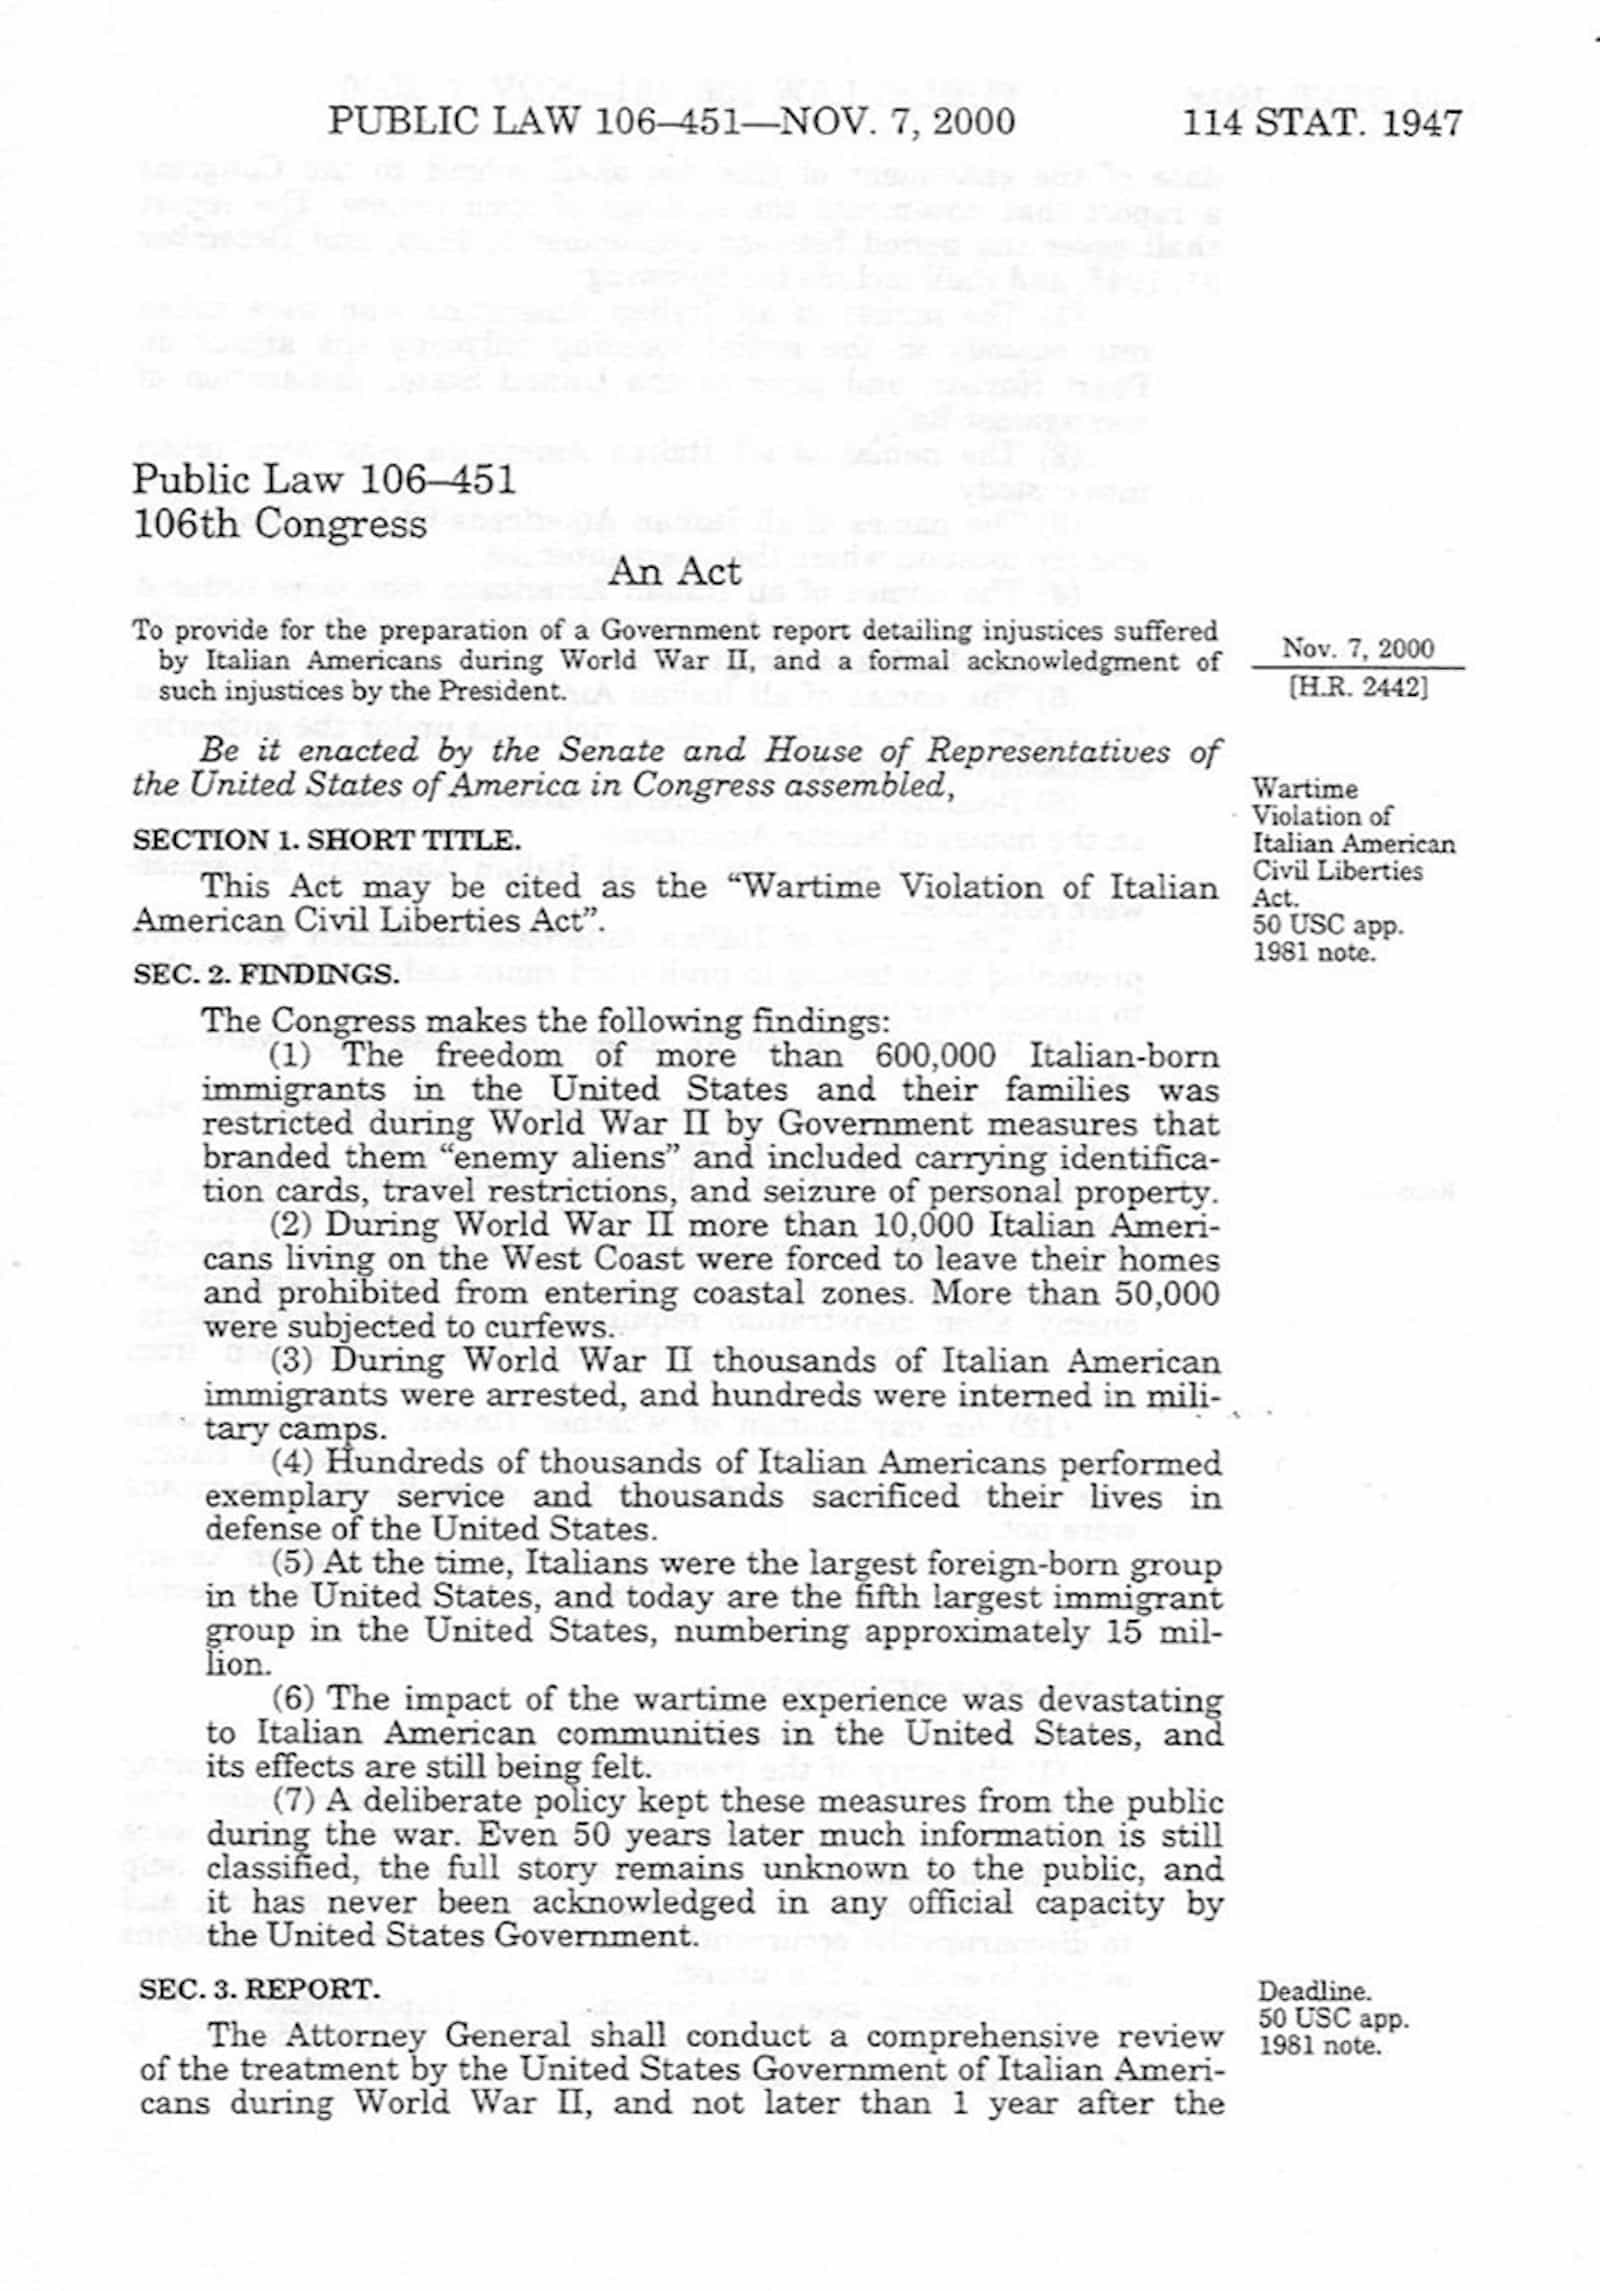 PUBLIC LAW 106–451—NOV. 7, 2000 114 STAT. 1947
Public Law 106–451
106th Congress
An Act
To provide for the preparation of a Government report detailing injustices suffered
by Italian Americans during World War II, and a formal acknowledgment of
such injustices by the President.
Nov. 7, 2000
[H.R. 2442]
Be it enacted by the Senate and House of Representatives of
the United States of America in Congress assembled,
Wartime
Violation of
Italian American
Civil Liberties
Act.
50 USC app.
1981 note.
SECTION 1. SHORT TITLE.
This Act may be cited as the “Wartime Violation of Italian
American Civil Liberties Act”.
SEC. 2. FINDINGS.
The Congress makes the following findings:
(1) The freedom of more than 600,000 Italian-born
immigrants in the United States and their families was
restricted during World War II by Government measures that
branded them “enemy aliens” and included carrying identifica-
tion cards, travel restrictions, and seizure of personal property.
(2) During World War II more than 10,000 Italian Ameri-
cans living on the West Coast were forced to leave their homes
and prohibited from entering coastal zones. More than 50,000
were subjected to curfews.
(3) During World War II thousands of Italian American
immigrants were arrested, and hundreds were interned in mili-
tary camps.
(4) Hundreds of thousands of Italian Americans performed
exemplary service and thousands sacrificed their lives in
defense of the United States.
(5) At the time, Italians were the largest foreign-born group
in the United States, and today are the fifth largest immigrant
group in the United States, numbering approximately 15 mil-
lion.
(6) The impact of the wartime experience was devastating
to Italian American communities in the United States, and
its effects are still being felt.
(7) A deliberate policy kept these measures from the public
during the war. Even 50 years later much information is still
classified, the full story remains unknown to the public, and
it has never been acknowledged in any official capacity by
the United States Government.
SEC. 3. REPORT.
Deadline.
50 USC app.
1981 note.
The Attorney General shall conduct a comprehensive review
of the treatment by the United States Government of Italian Ameri-
cans during World War II, and not later than 1 year after the